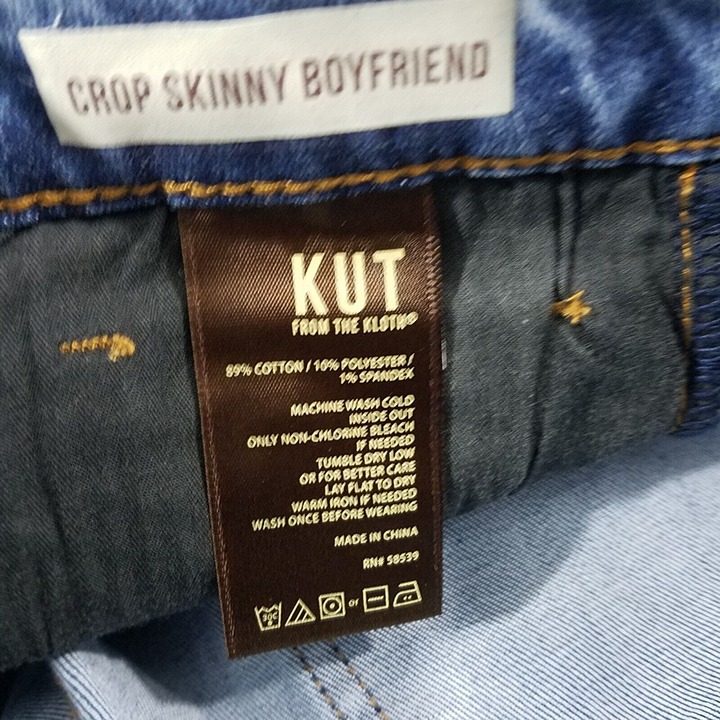 CROP SKINNY BOYFRIEND
KUT
FROM THE KLOTH®
89% COTTON / 10% POLYESTER /
1% SPANDEX
MACHINE WASH COLD
INSIDE OUT
ONLY NON-CHLORINE BLEACH
IF NEEDED
TUMBLE DRY LOW
OR FOR BETTER CARE
LAY FLAT TO DRY
WARM IRON IF NEEDED
WASH ONCE BEFORE WEARING
MADE IN CHINA
RN# 58539
30C or